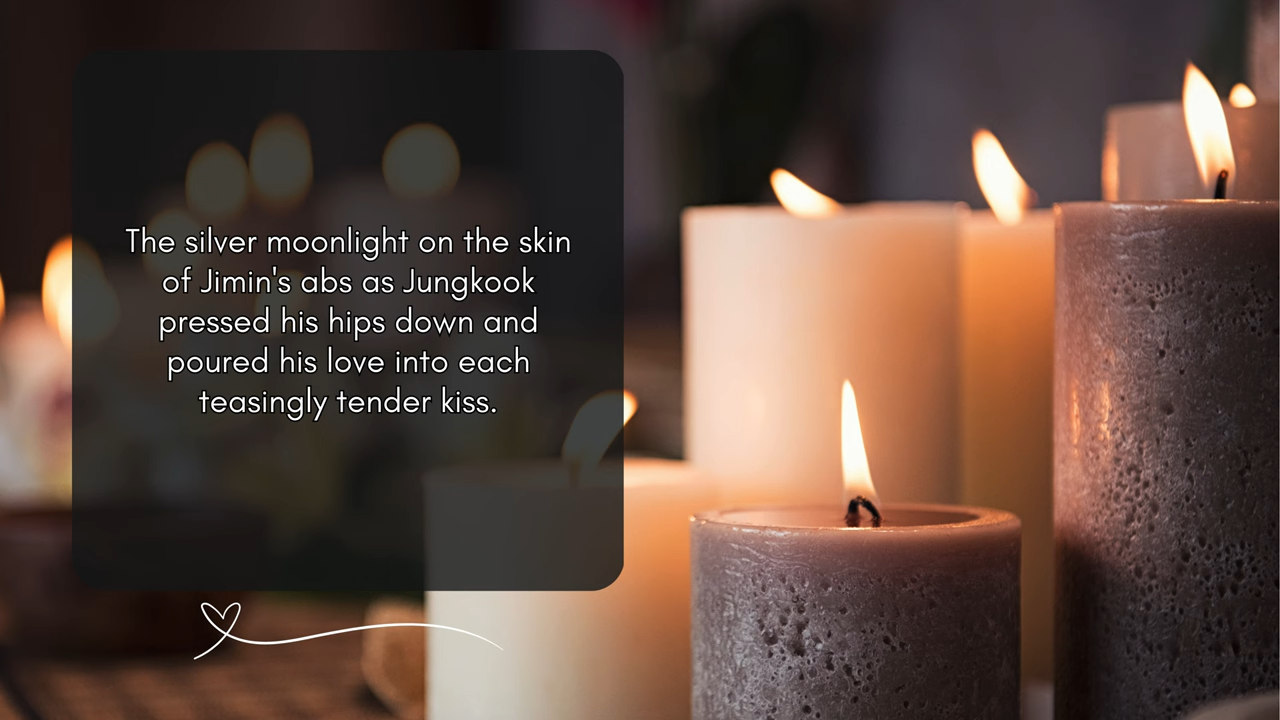 The silver moonlight on the skin
of Jimin's abs as Jungkook
pressed his hips down and
poured his love into each
teasingly tender kiss.